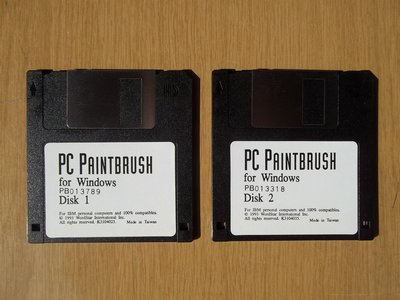 PC PAINTBRUSH
for Windows
PB013789
Disk 1
For IBM personal computers and 100% compatibles.
© 1993 WordStar International Inc.
All rights reserved. K3104023. Made in Taiwan
PC PAINTBRUSH
for Windows
PB013318
Disk 2
For IBM personal computers and 100% compatibles.
© 1993 WordStar International Inc.
All rights reserved. K3104035. Made in Taiwan